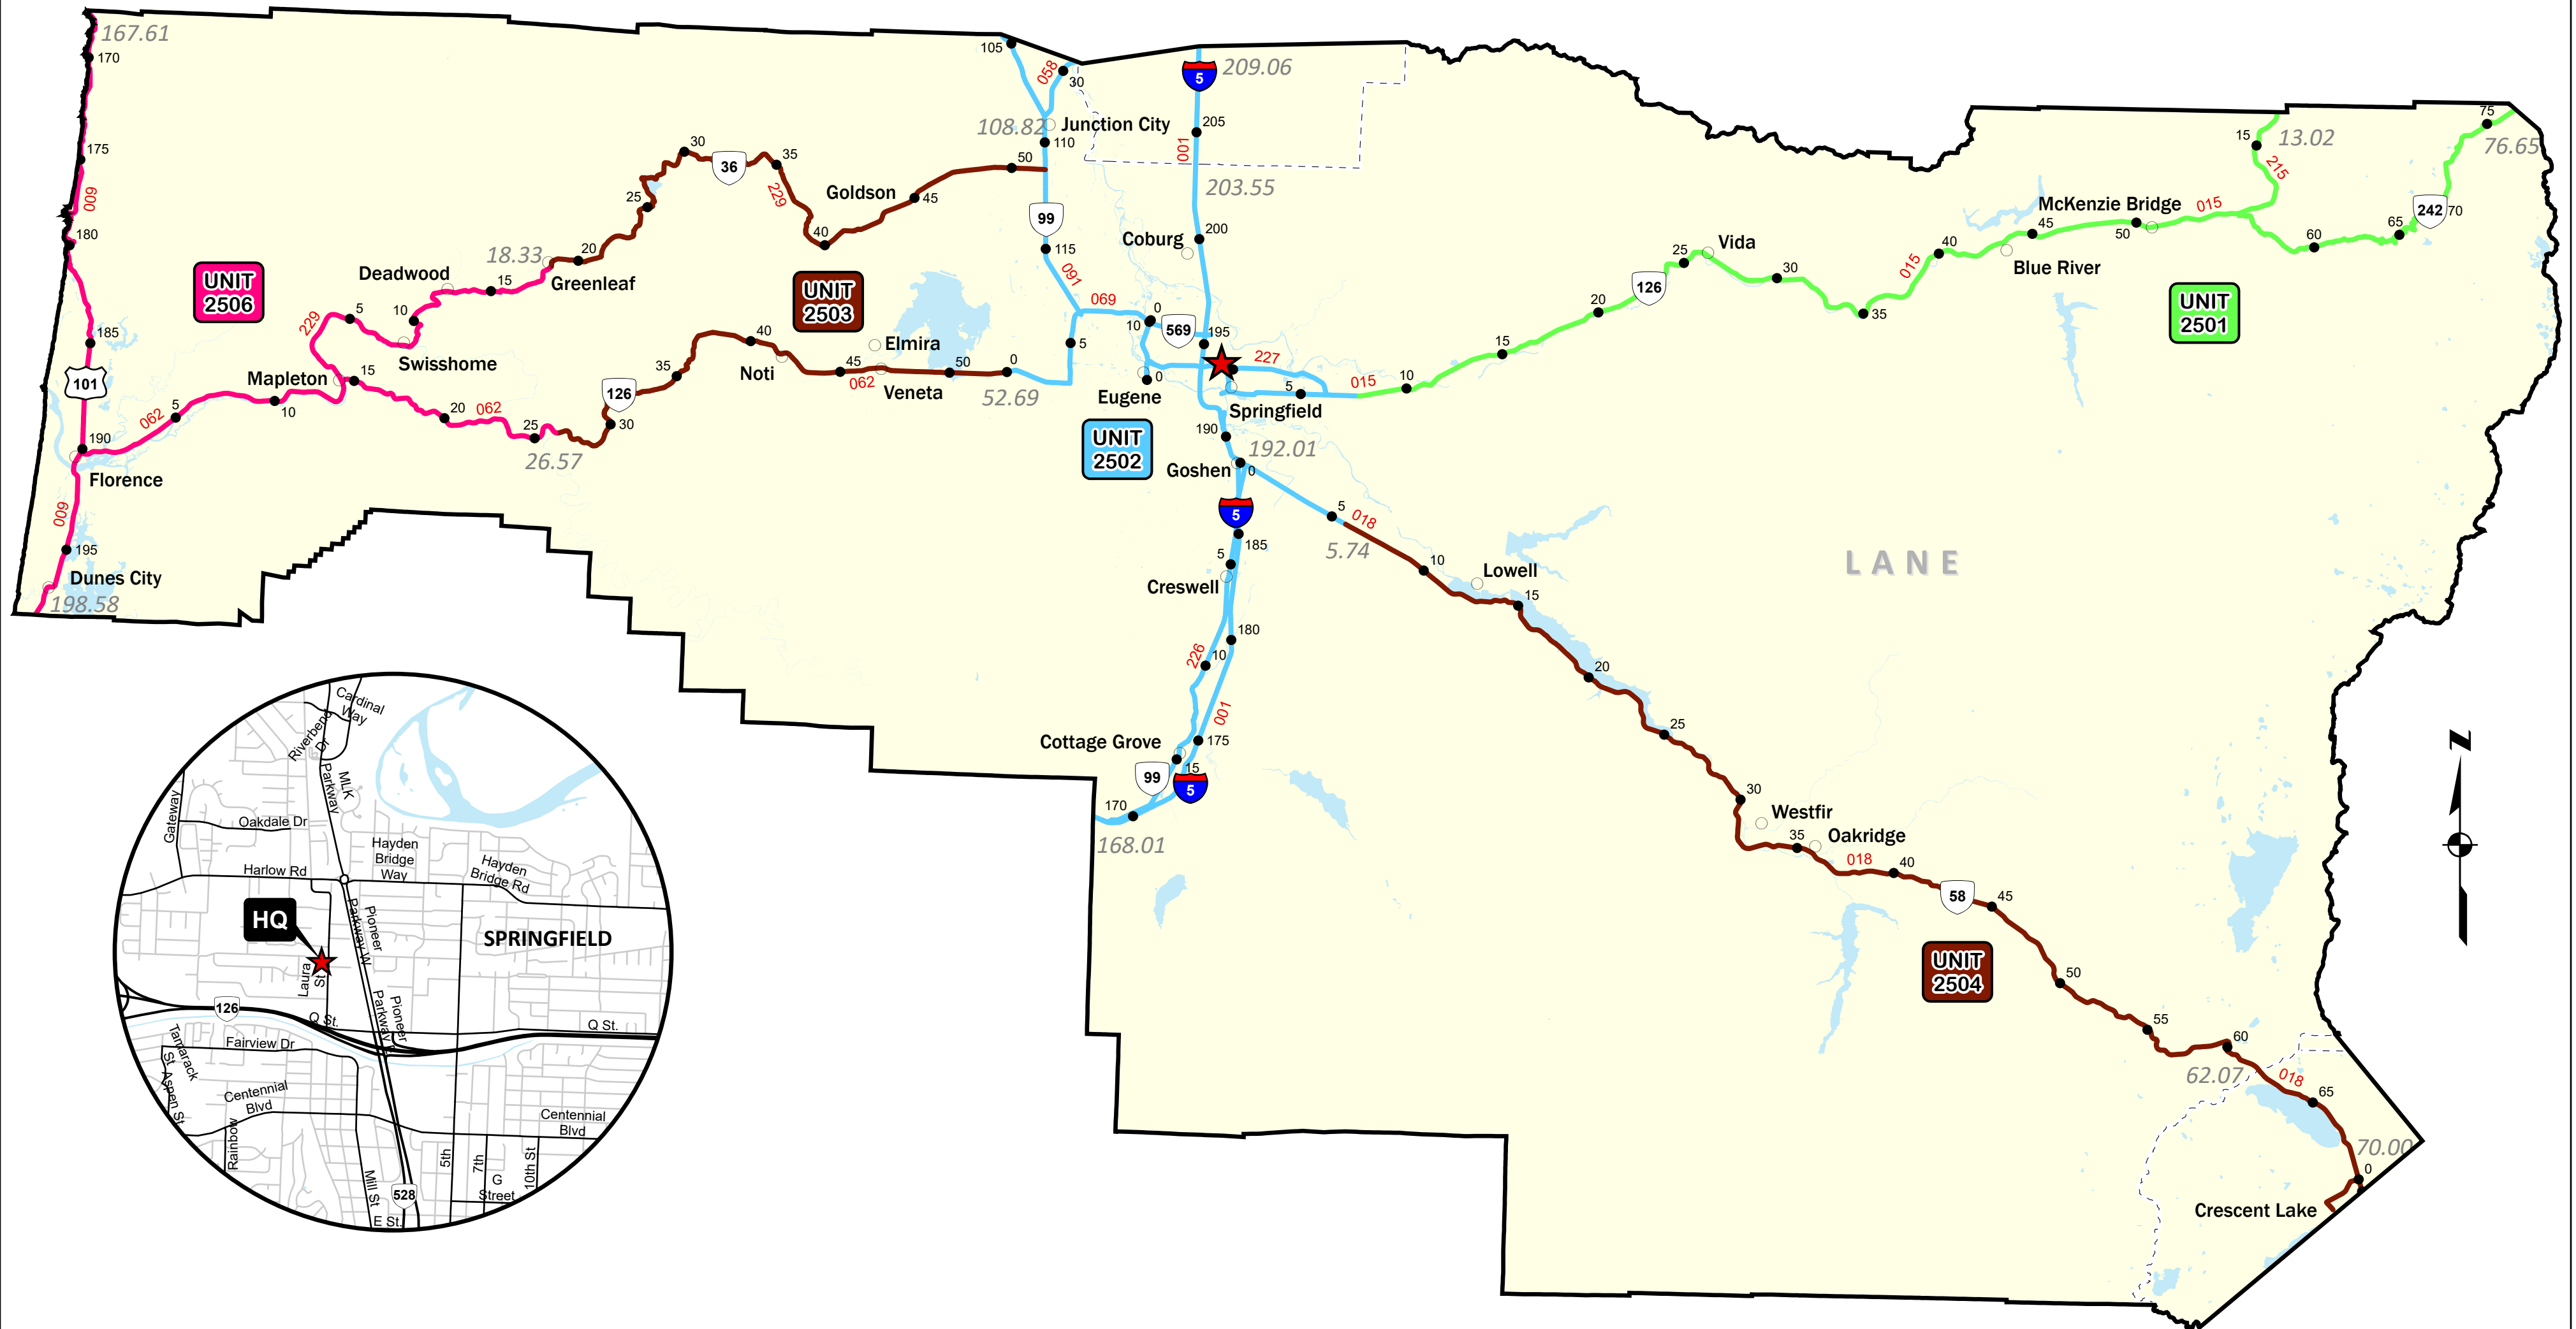 167.61
170
175
009
180
185
101
190
Florence
009
195
Dunes City
198.58
UNIT
2506
Deadwood
18.33
20
15
Greenleaf
10
5
229
Swisshome
Mapleton
15
062
5
10
20
062
25
26.57
30
126
35
40
Noti
Elmira
45
062
Veneta
50
0
52.69
UNIT
2503
25
30
36
35
229
40
Goldson
45
50
105
058
30
108.82
Junction City
110
99
115
091
069
5
0
10
569
0
Eugene
5
209.06
205
001
203.55
200
Coburg
195
227
5
015
Springfield
190
192.01
Goshen
0
UNIT
2502
5
185
5
Creswell
180
10
226
001
175
Cottage Grove
15
99
5
170
168.01
10
15
20
126
25
Vida
30
35
015
40
Blue River
45
McKenzie Bridge
50
015
215
15
13.02
60
65
242
70
75
76.65
UNIT
2501
LANE
5
018
5.74
10
Lowell
15
20
25
30
Westfir
35
Oakridge
018
40
58
45
UNIT
2504
50
55
60
62.07
018
65
70.00
0
Crescent Lake
N
Cardinal
Way
Riverbend
Dr
MLK
Parkway
Gateway
Oakdale Dr
Harlow Rd
Hayden
Bridge
Way
Hayden
Bridge Rd
HQ
SPRINGFIELD
Pioneer
Parkway W
Laura
St
126
Q St.
Pioneer
Parkway E
Q St.
Tamarack
St
Fairview Dr
Aspen St
Centennial
Blvd
Rainbow
Centennial
Blvd
Mill St
5th
7th
10th St
G
Street
528
E St.